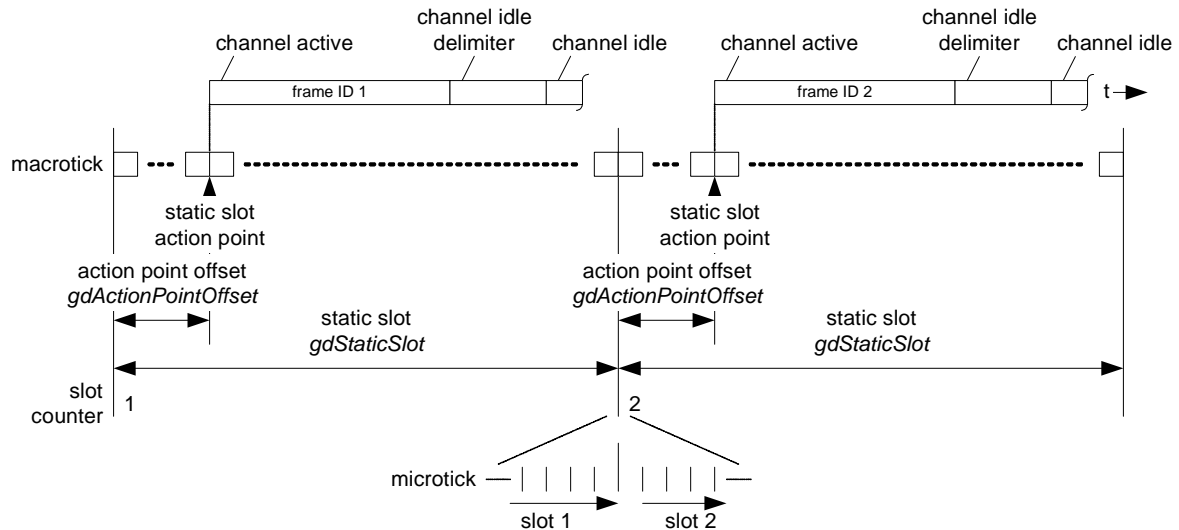 channel idle
channel idle
channel active
delimiter
channel idle
channel active
delimiter
channel idle
frame ID 1
frame ID 2
t
macrotick
static slot
action point
static slot
action point
action point offset
gdActionPointOffset
action point offset
gdActionPointOffset
static slot
gdStaticSlot
static slot
gdStaticSlot
slot
counter
1
2
microtick
slot 1
slot 2